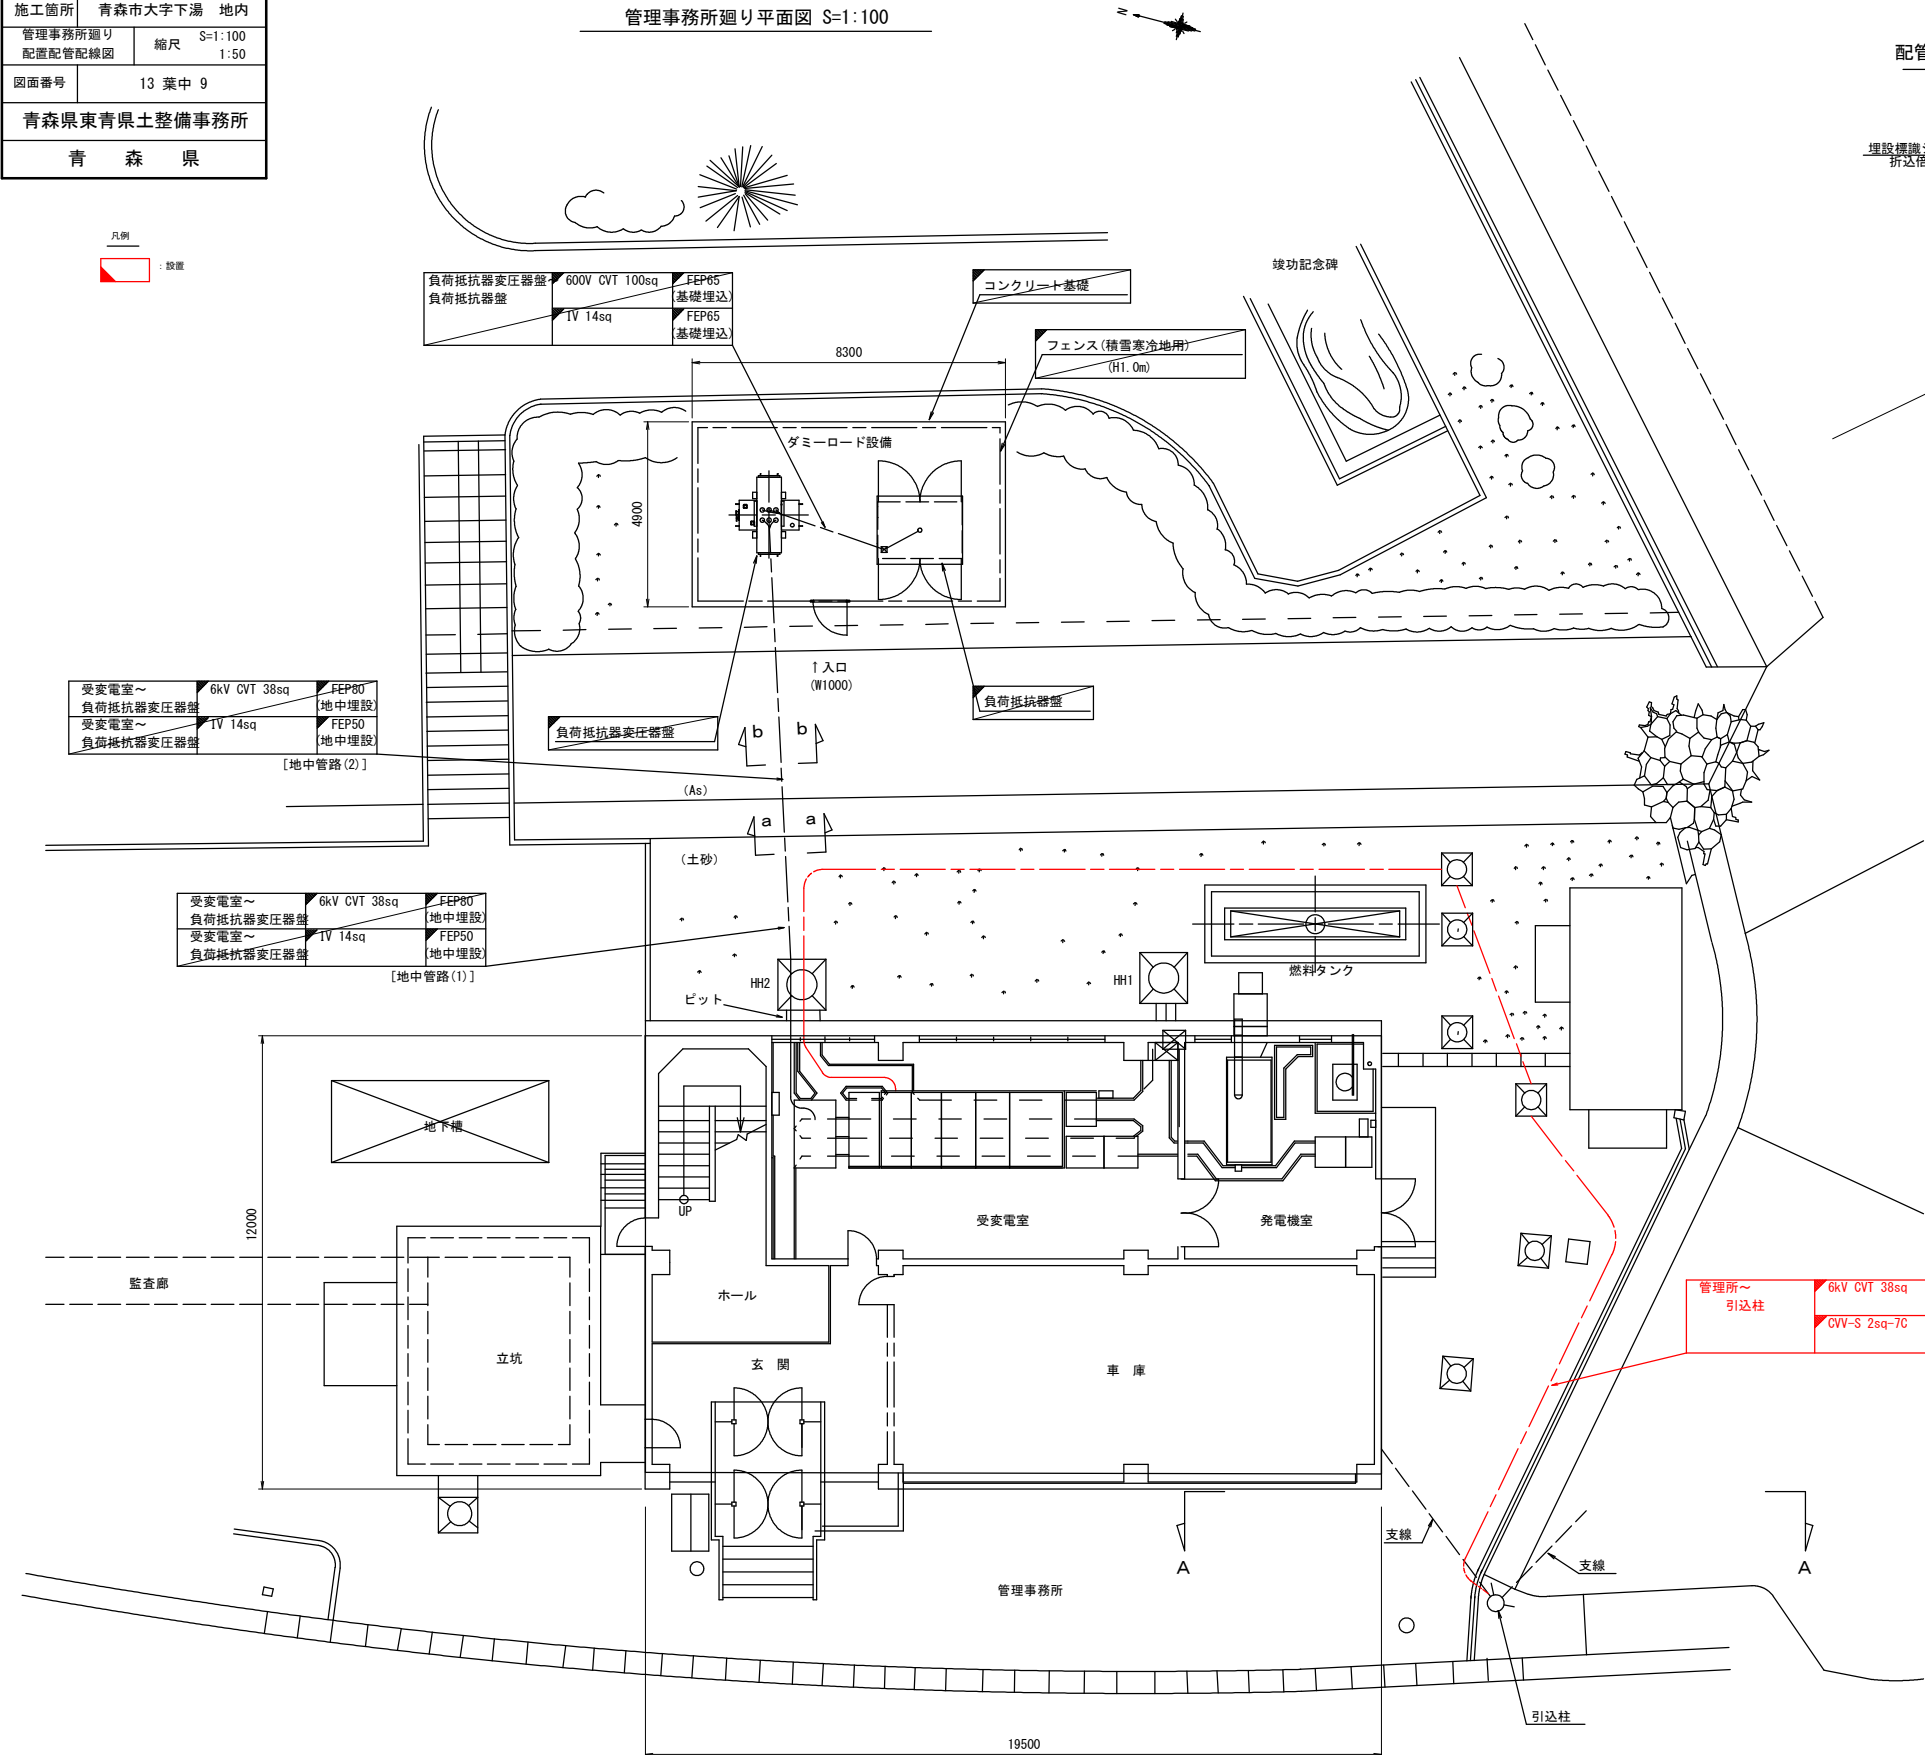 施工箇所 青森市大字下湯 地内
管理事務所廻り
配置配管配線図
縮尺 S=1:100
1:50
図面番号 13 葉中 9
青森県東青県土整備事務所
青 森 県
管理事務所廻り平面図 S=1:100
N
配管
埋設標識シ
折込倍
凡例
：設置
負荷抵抗器変圧器盤～
負荷抵抗器盤
600V CVT 100sq
FEP65
(基礎埋込)
IV 14sq
FEP65
(基礎埋込)
コンクリート基礎
フェンス(積雪寒冷地用)
(H1.0m)
竣功記念碑
8300
4900
ダミーロード設備
↑入口
(W1000)
負荷抵抗器盤
負荷抵抗器変圧器盤
受変電室～
負荷抵抗器変圧器盤
6kV CVT 38sq
FEP80
(地中埋設)
受変電室～
負荷抵抗器変圧器盤
IV 14sq
FEP50
(地中埋設)
[地中管路(2)]
b b
(As)
a a
(土砂)
受変電室～
負荷抵抗器変圧器盤
6kV CVT 38sq
FEP80
(地中埋設)
受変電室～
負荷抵抗器変圧器盤
IV 14sq
FEP50
(地中埋設)
[地中管路(1)]
HH2
ピット
HH1
燃料タンク
地下槽
UP
12000
受変電室
発電機室
監査廊
ホール
立坑
玄 関
車 庫
管理所～
引込柱
6kV CVT 38sq
CVV-S 2sq-7C
支線
支線
A
A
管理事務所
引込柱
19500